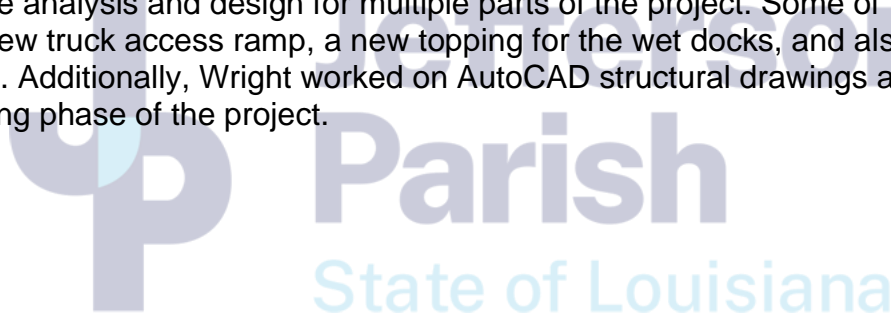 e analysis and design for multiple parts of the project. Some of
ew truck access ramp, a new topping for the wet docks, and als
. Additionally, Wright worked on AutoCAD structural drawings a
ng phase of the project.
Jefferso
Parish
State of Louisiana